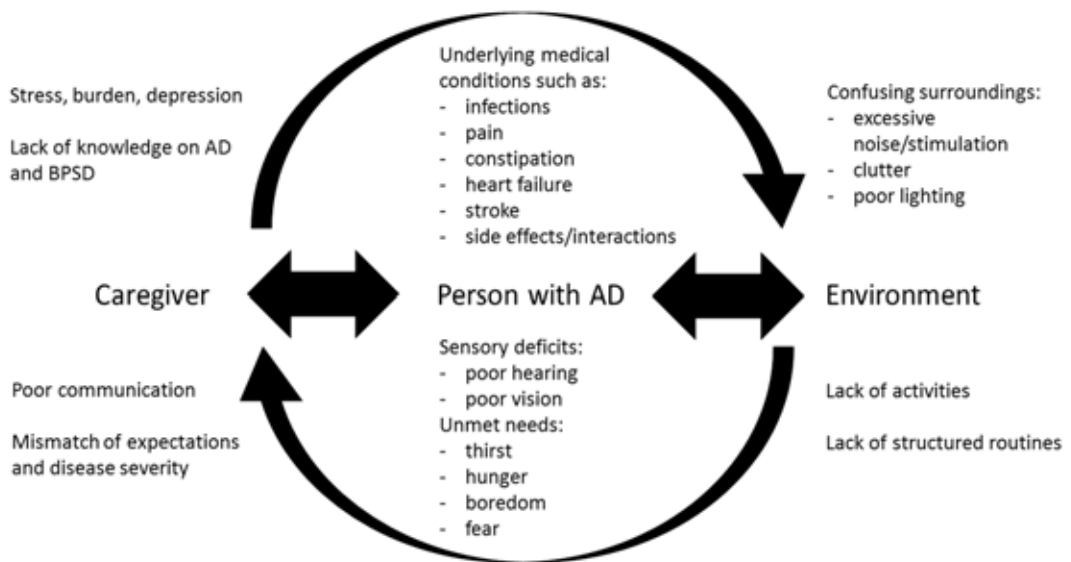 Stress, burden, depression
Lack of knowledge on AD
and BPSD
Underlying medical
conditions such as:
- infections
- pain
- constipation
- heart failure
- stroke
- side effects/interactions
Confusing surroundings:
- excessive
noise/stimulation
- clutter
- poor lighting
Caregiver
Person with AD
Environment
Poor communication
Mismatch of expectations
and disease severity
Sensory deficits:
- poor hearing
- poor vision
Unmet needs:
- thirst
- hunger
- boredom
- fear
Lack of activities
Lack of structured routines